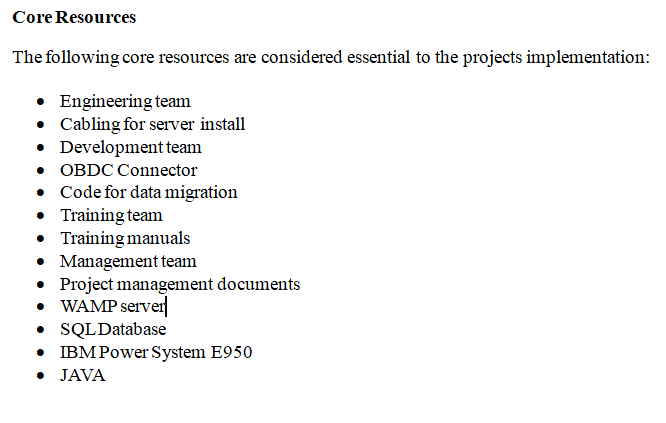 Core Resources
The following core resources are considered essential to the projects implementation:
• Engineering team
• Cabling for server install
• Development team
• OBDC Connector
• Code for data migration
• Training team
• Training manuals
• Management team
• Project management documents
• WAMP server
• SQL Database
• IBM Power System E950
• JAVA